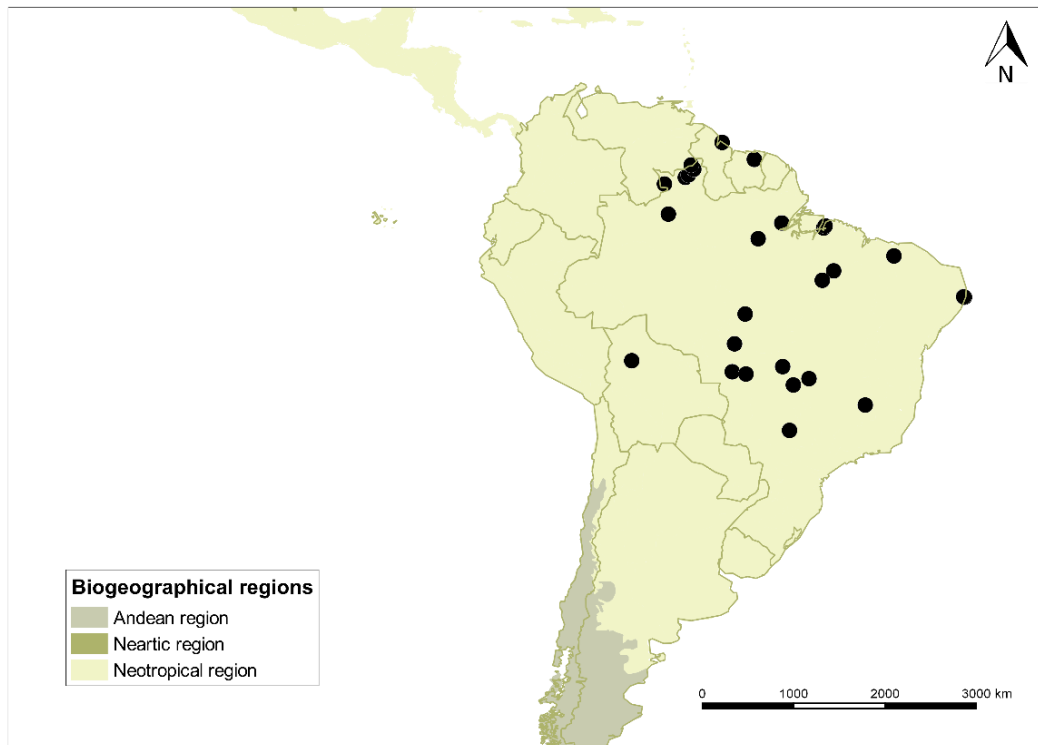 N
Biogeographical regions
Andean region
Neartic region
Neotropical region
0 1000 2000 3000 km